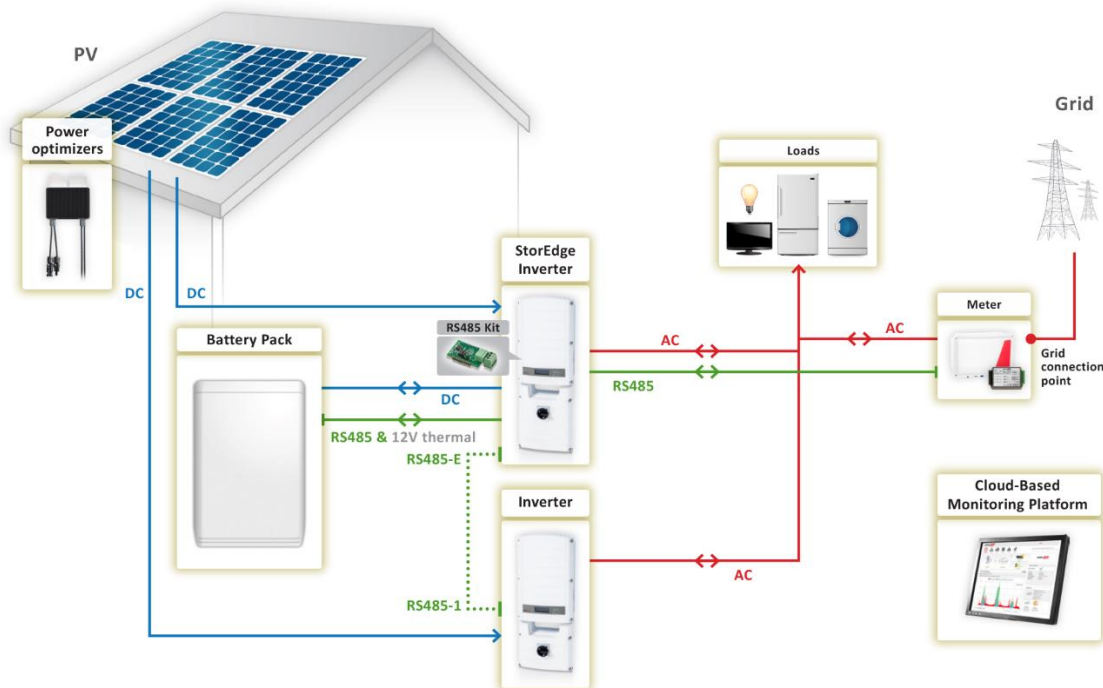 PV
Grid
Power
optimizers
Loads
StorEdge
Inverter
DC
DC
Meter
Battery Pack
RS485 Kit
AC
AC
Grid
connection
point
RS485
DC
RS485 & 12V thermal
RS485-E
Inverter
Cloud-Based
Monitoring Platform
AC
RS485-1